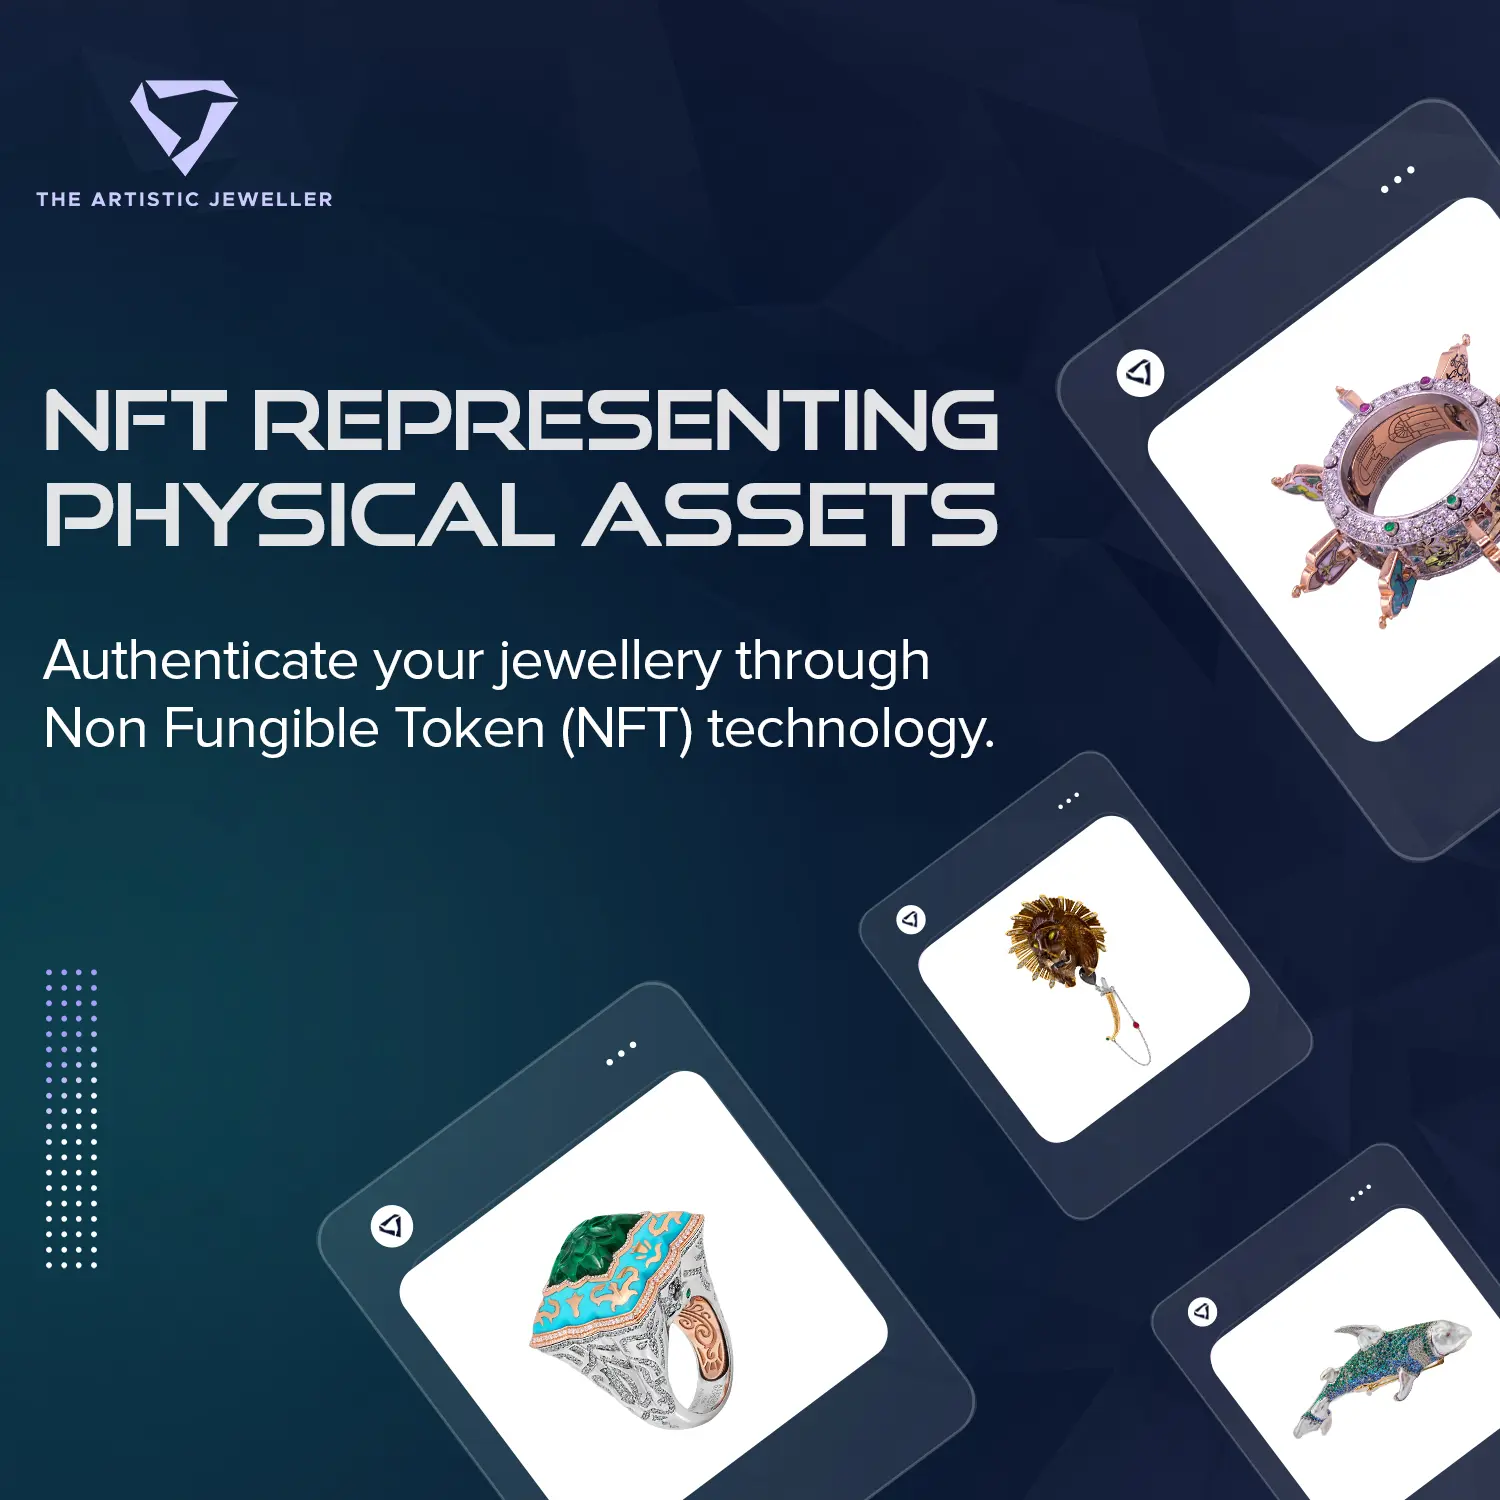 THE ARTISTIC JEWELLER
NFT REPRESENTING
PHYSICAL ASSETS
Authenticate your jewellery through
Non Fungible Token (NFT) technology.